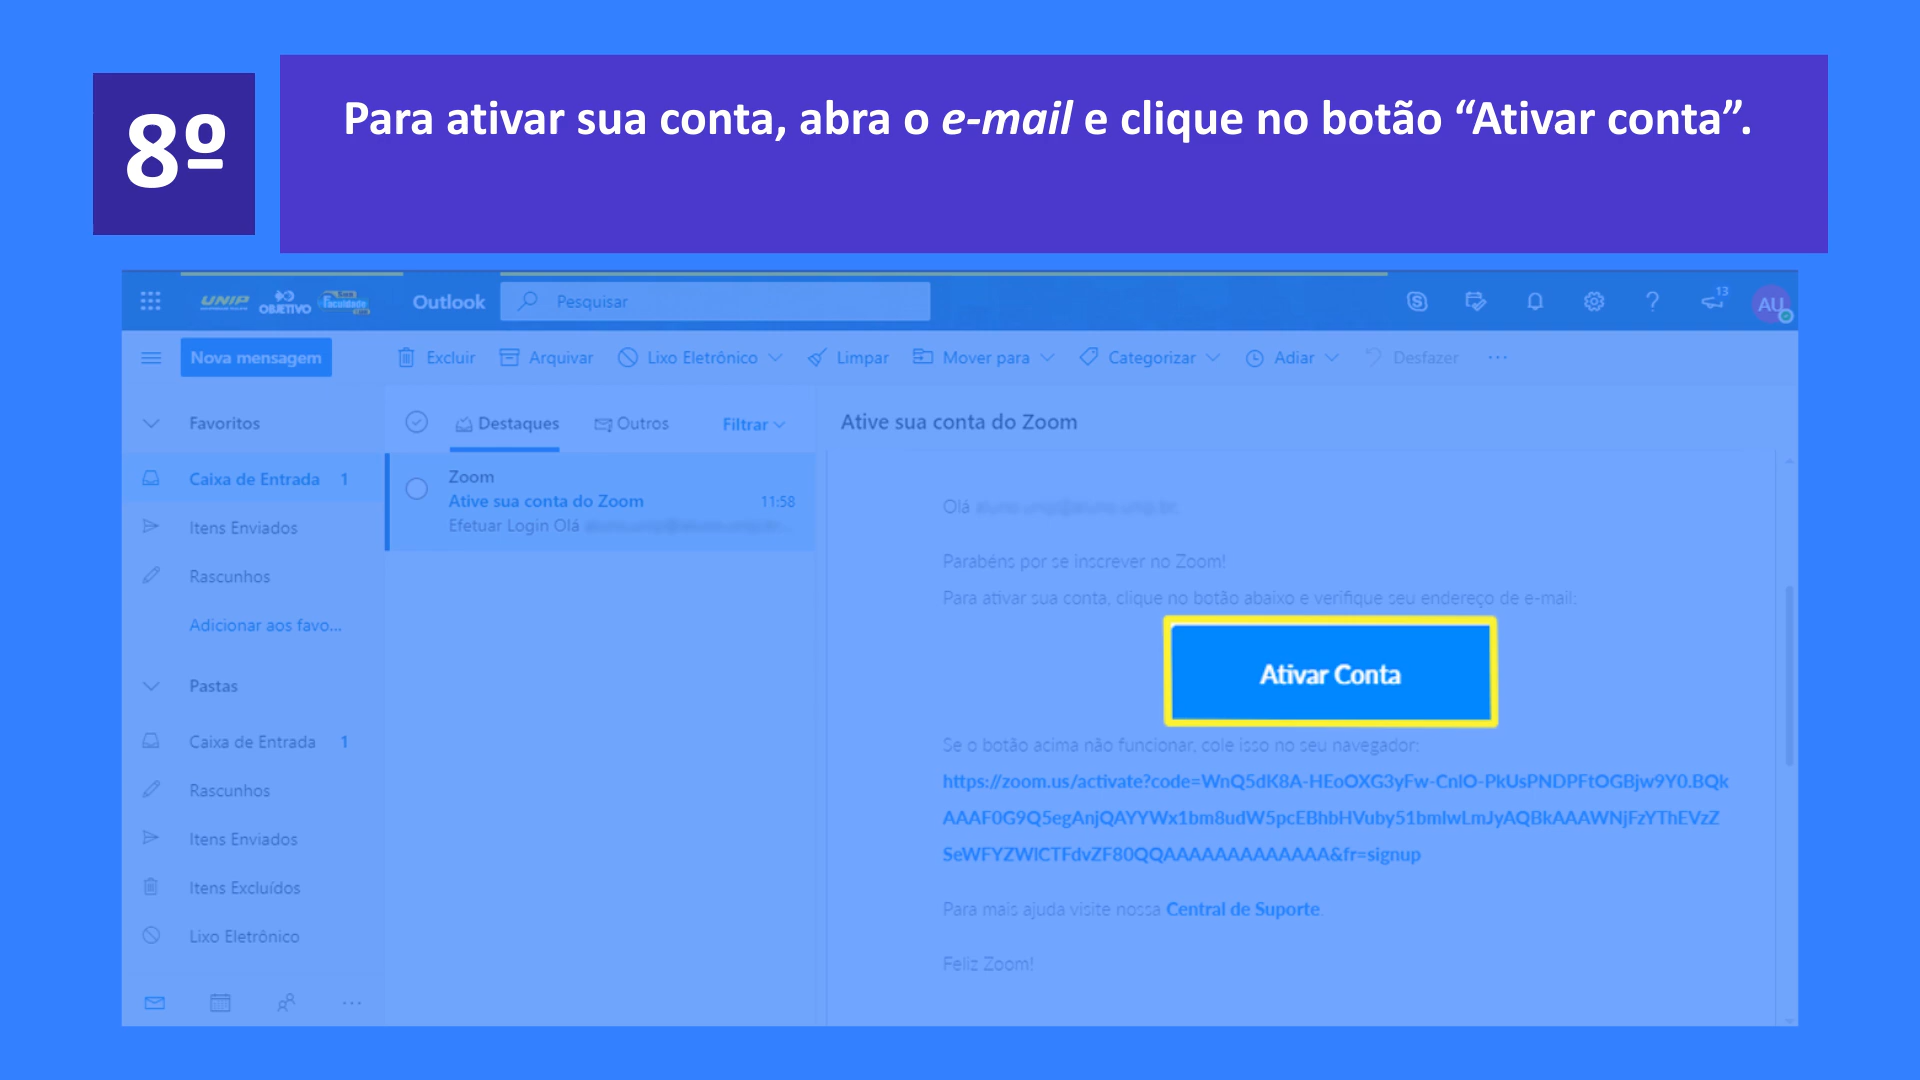 8º
Para ativar sua conta, abra o e-mail e clique no botão “Ativar conta”.
UNIP
OBJETIVO
Faculdade
Outlook
Pesquisar
13
AU
Nova mensagem
Excluir
Arquivar
Lixo Eletrônico
Limpar
Mover para
Categorizar
Adiar
Desfazer
Favoritos
Caixa de Entrada 1
Itens Enviados
Rascunhos
Adicionar aos favo...
Pastas
Caixa de Entrada 1
Rascunhos
Itens Enviados
Itens Excluídos
Lixo Eletrônico
Destaques
Outros
Filtrar
Zoom
Ative sua conta do Zoom 11:58
Efetuar Login Olá
Ative sua conta do Zoom
Olá
Parabéns por se inscrever no Zoom!
Para ativar sua conta, clique no botão abaixo e verifique seu endereço de e-mail:
Ativar Conta
Se o botão acima não funcionar, cole isso no seu navegador:
https://zoom.us/activate?code=WnQ5dK8A-HEoOXG3yFw-CnlO-PkUsPNDPFtOGBjw9Y0.BQk
AAAF0G9Q5egAnjQAYYWx1bm8udW5pcEBhbHVuby51bmlwLmJyAQBkAAAWNjFzYThEVzZ
SeWFYZWlCTFdvZF80QQAAAAAAAAAAAA&fr=signup
Para mais ajuda visite nossa Central de Suporte.
Feliz Zoom!